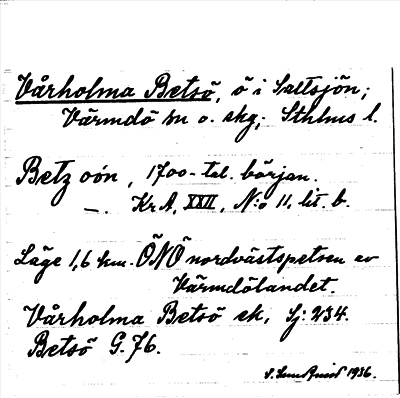 Vårholma Betsö, ö i Saltsjön;
Värmdö sn o. skg; Sthlms l.
Betz oön, 1700-tal. början.
—. KrA, XXII, N:o 11, lit. b.
Läge 1,6 km. ÖNÖ nordvästspetsen av
Värmdölandet.
Vårholma Betsö ek, Sj: 234.
Betsö G. 76.
1936.